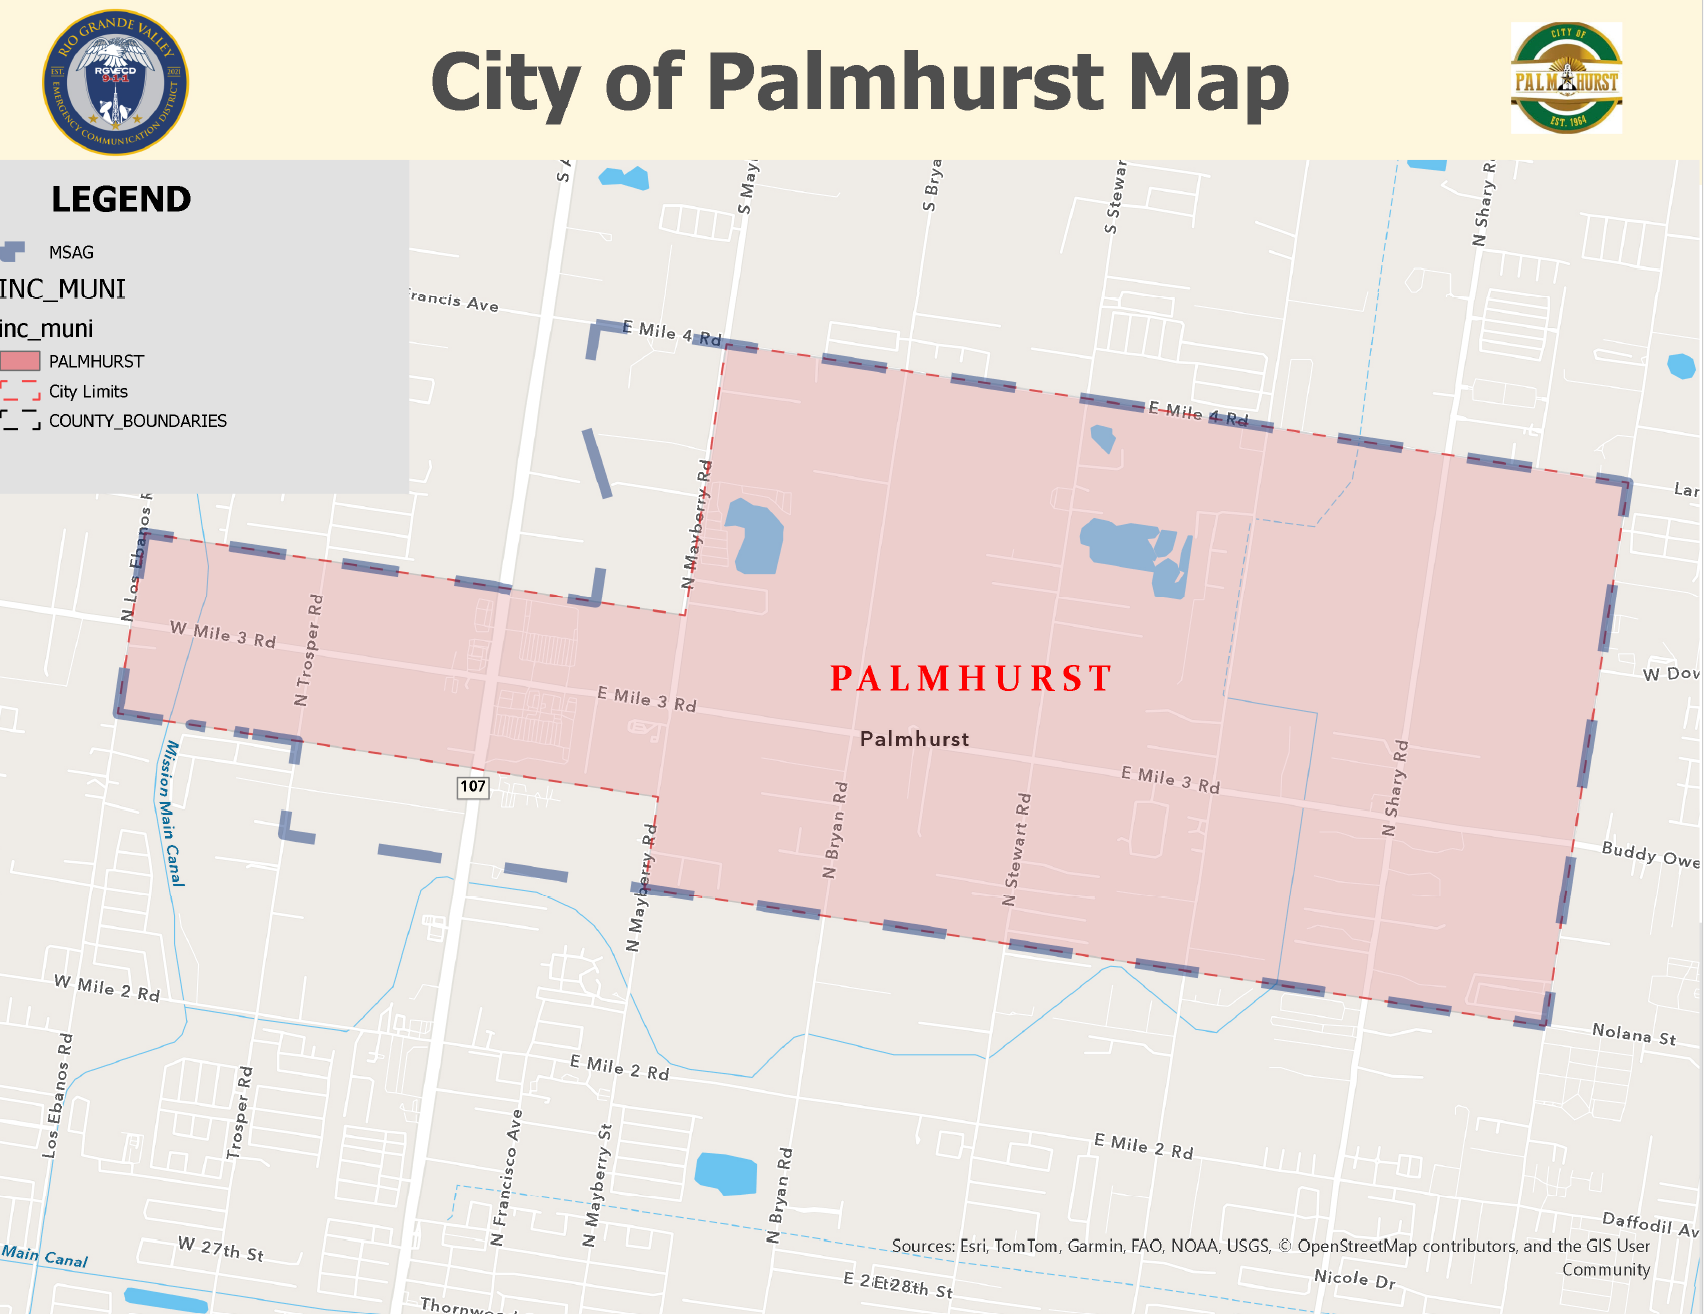 RIO GRANDE VALLEY
EST.
2021
RGVECD
911
EMERGENCY COMMUNICATION DISTRICT
City of Palmhurst Map
CITY OF
PALM HURST
EST. 1964
LEGEND
MSAG
INC_MUNI
inc_muni
PALMHURST
City Limits
COUNTY_BOUNDARIES
S A
S May
S Brya
S Stewar
N Shary R
Francis Ave
E Mile 4 Rd
E Mile 4 Rd
Lar
N Los Ebanos R
N Mayberry Rd
W Mile 3 Rd
N Trosper Rd
E Mile 3 Rd
PALMHURST
Palmhurst
W Dov
E Mile 3 Rd
N Shary Rd
Mission Main Canal
107
N Bryan Rd
N Stewart Rd
N Mayberry Rd
Buddy Owe
W Mile 2 Rd
Nolana St
Los Ebanos Rd
Trosper Rd
E Mile 2 Rd
N Francisco Ave
N Mayberry St
N Bryan Rd
E Mile 2 Rd
Daffodil Av
W 27th St
Main Canal
Sources: Esri, TomTom, Garmin, FAO, NOAA, USGS, © OpenStreetMap contributors, and the GIS User
Community
E 28th St
Nicole Dr